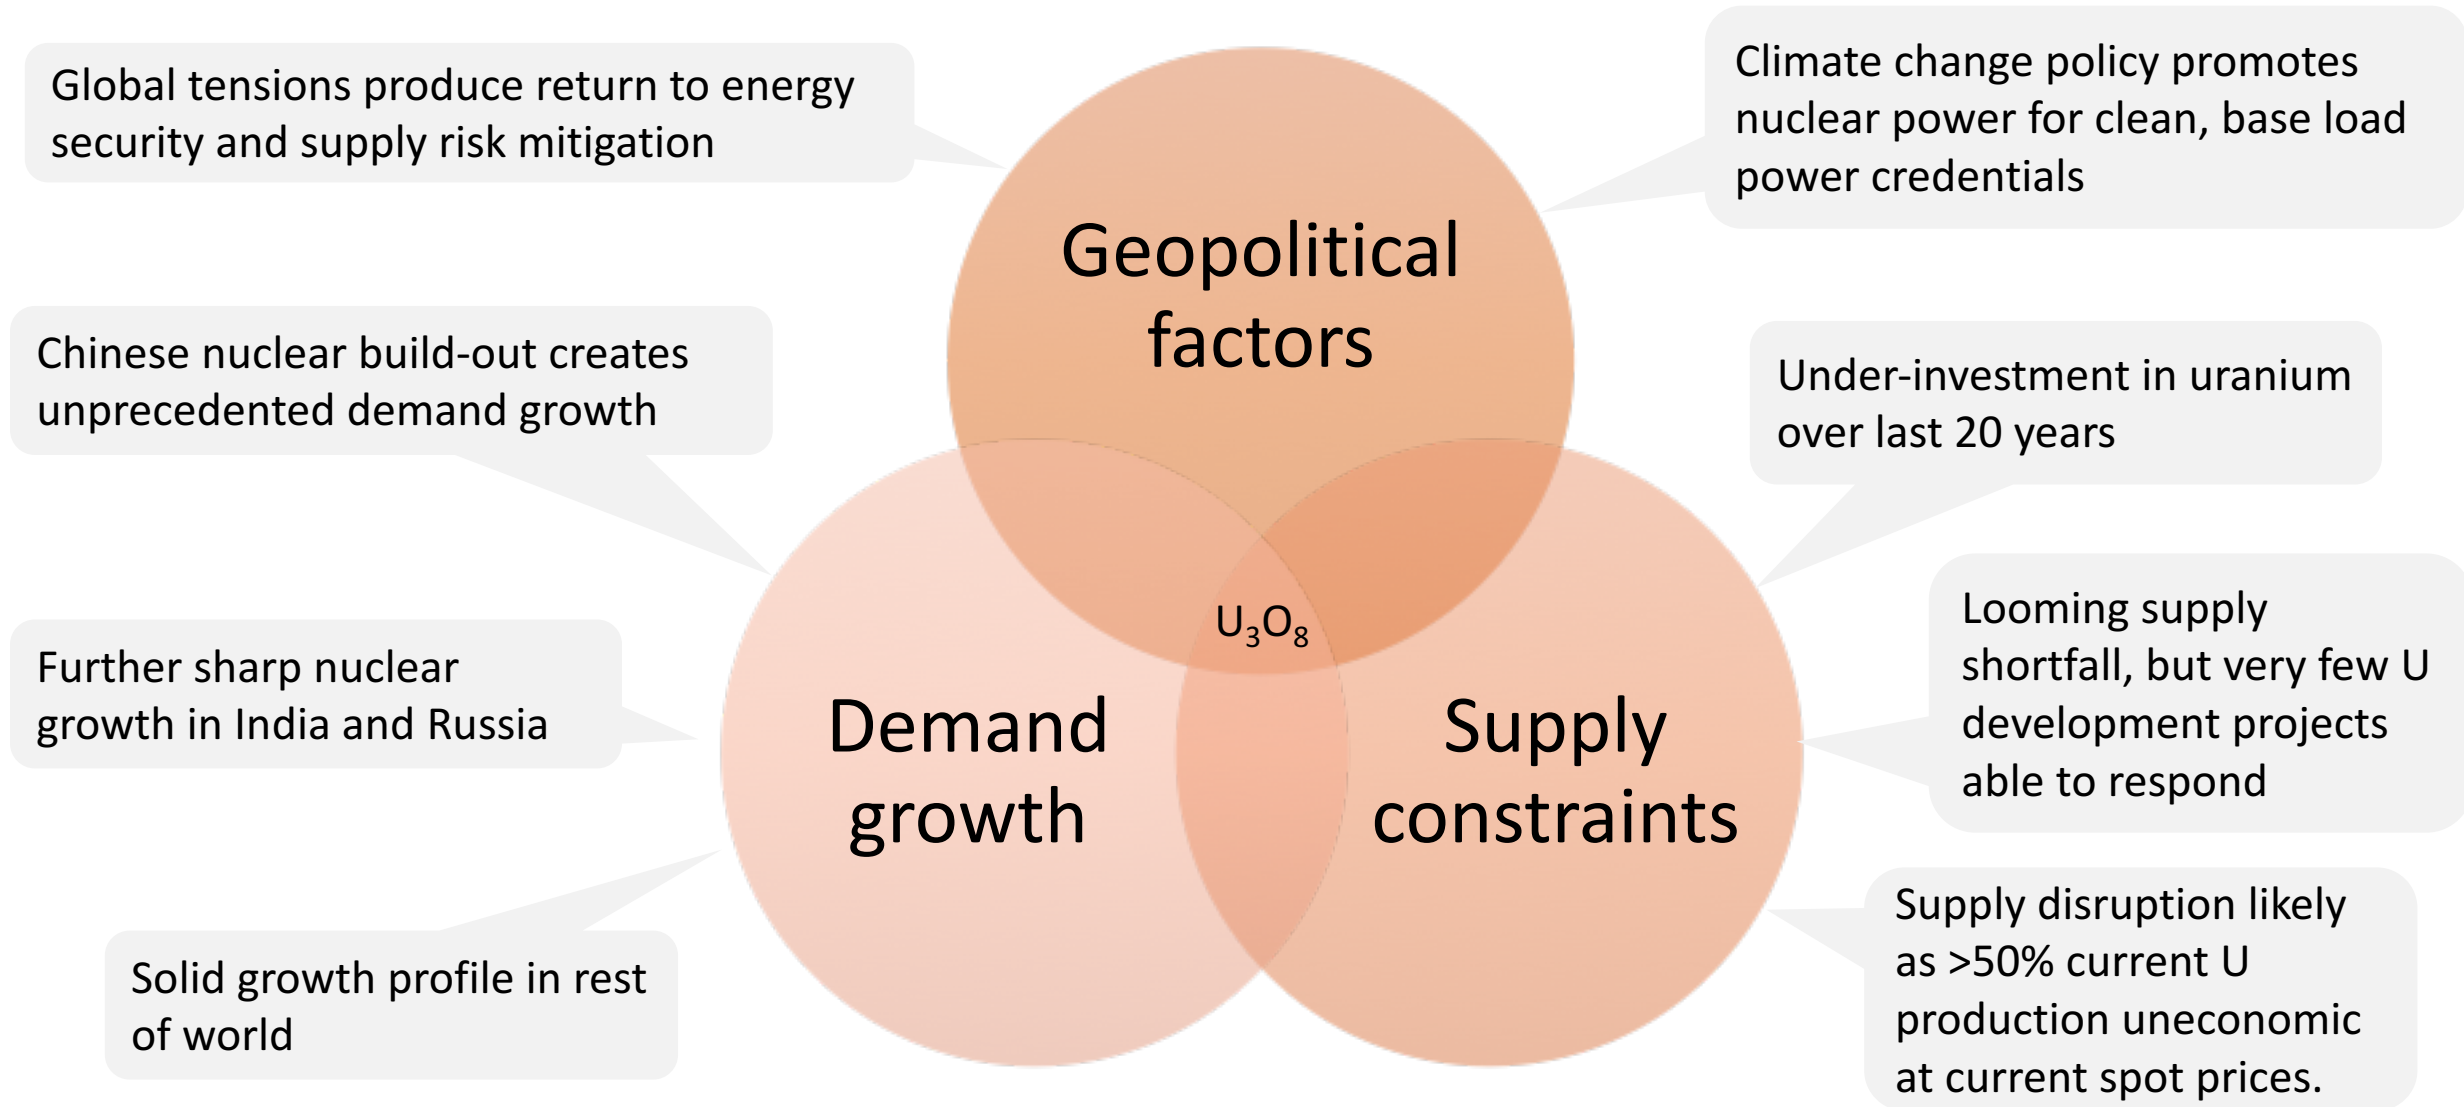 Global tensions produce return to energy
security and supply risk mitigation
Climate change policy promotes
nuclear power for clean, base load
power credentials
Geopolitical
factors
Chinese nuclear build-out creates
unprecedented demand growth
Under-investment in uranium
over last 20 years
U₃O₈
Further sharp nuclear
growth in India and Russia
Looming supply
shortfall, but very few U
development projects
able to respond
Demand
growth
Supply
constraints
Solid growth profile in rest
of world
Supply disruption likely
as >50% current U
production uneconomic
at current spot prices.